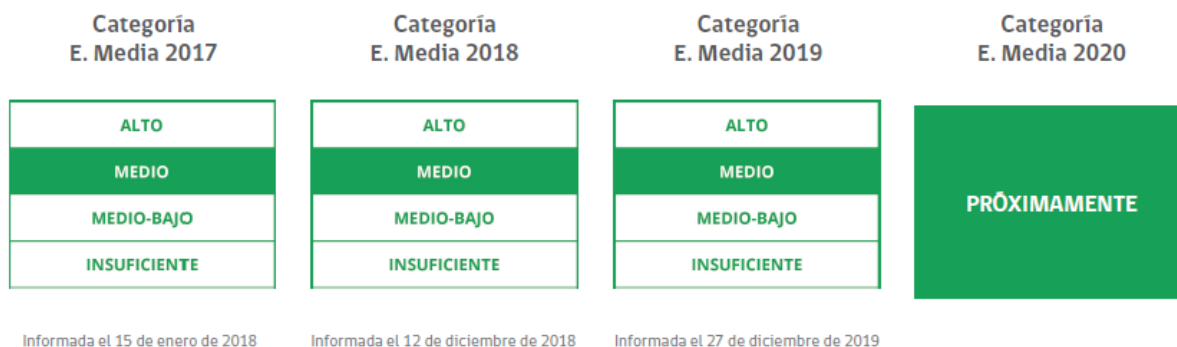 Categoría
E. Media 2017
ALTO
MEDIO
MEDIO-BAJO
INSUFICIENTE
Informada el 15 de enero de 2018
Categoría
E. Media 2018
ALTO
MEDIO
MEDIO-BAJO
INSUFICIENTE
Informada el 12 de diciembre de 2018
Categoría
E. Media 2019
ALTO
MEDIO
MEDIO-BAJO
INSUFICIENTE
Informada el 27 de diciembre de 2019
Categoría
E. Media 2020
PRÓXIMAMENTE